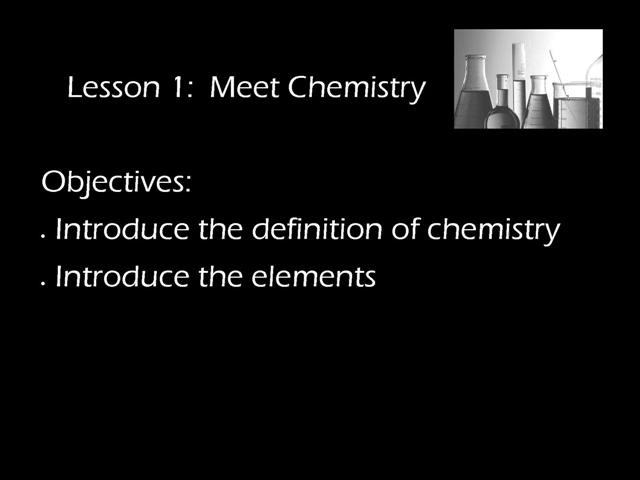 Lesson 1:  Meet Chemistry
Objectives:
• Introduce the definition of chemistry
• Introduce the elements